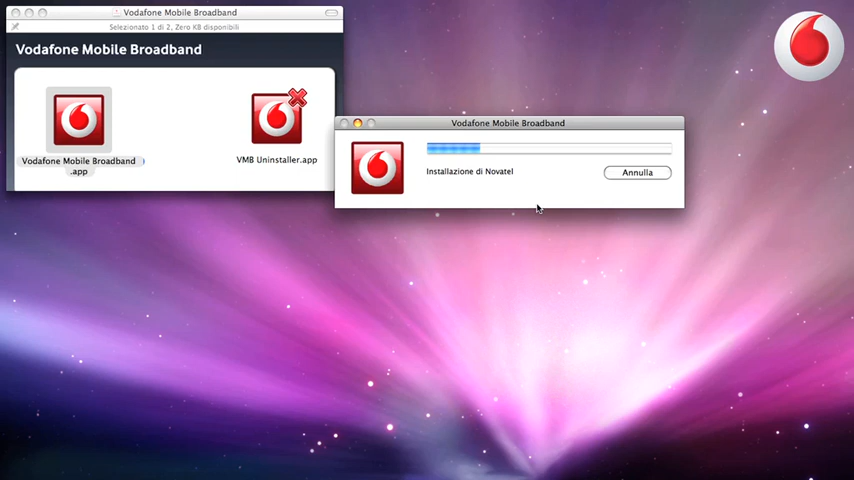 Vodafone Mobile Broadband
Selezionato 1 di 2, Zero KB disponibili
Vodafone Mobile Broadband
Vodafone Mobile Broadband
.app
VMB Uninstaller.app
Vodafone Mobile Broadband
Installazione di Novatel
Annulla